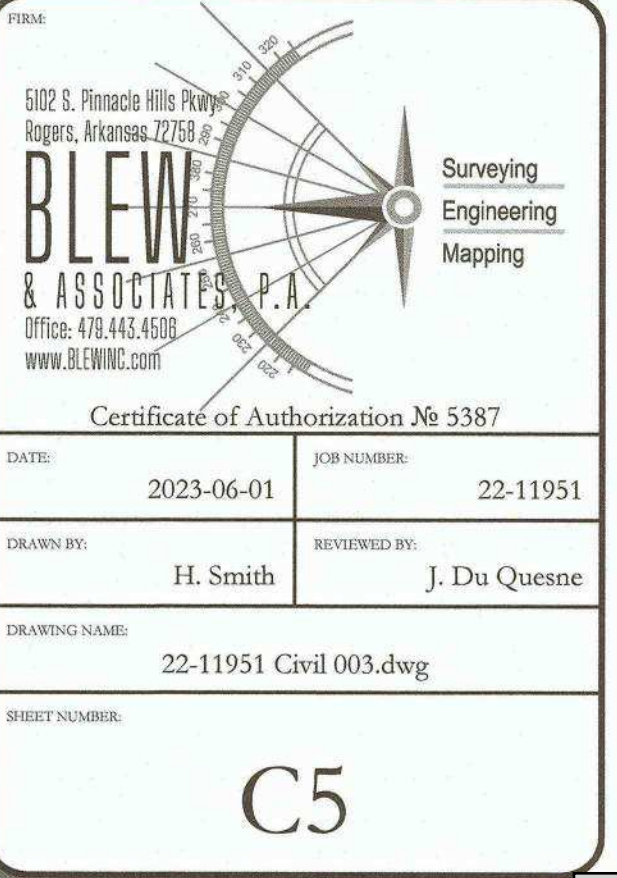 FIRM:
5102 S. Pinnacle Hills Pkwy
Rogers, Arkansas 72758
BLEW
& ASSOCIATES, P.A.
Office: 479.443.4506
www.BLEWINC.com
320
310
290
380
270
260
230
220
Surveying
Engineering
Mapping
Certificate of Authorization № 5387
DATE:
2023-06-01
JOB NUMBER:
22-11951
DRAWN BY:
H. Smith
REVIEWED BY:
J. Du Quesne
DRAWING NAME:
22-11951 Civil 003.dwg
SHEET NUMBER:
C5